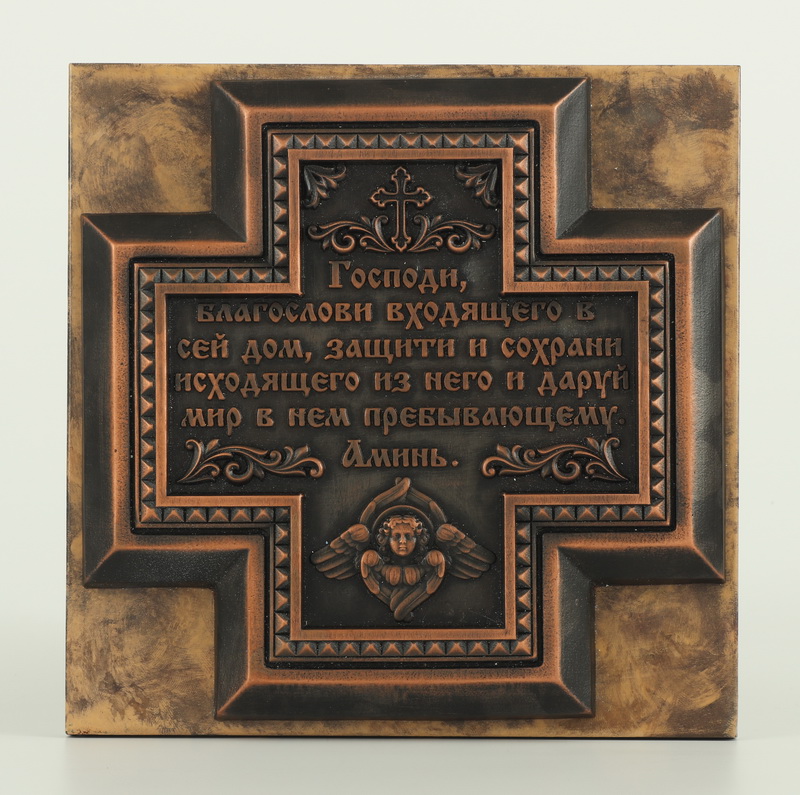 Господи,
благослови входящего в
сей дом, защити и сохрани
исходящего из него и даруй
мир в нем пребывающему.
Аминь.